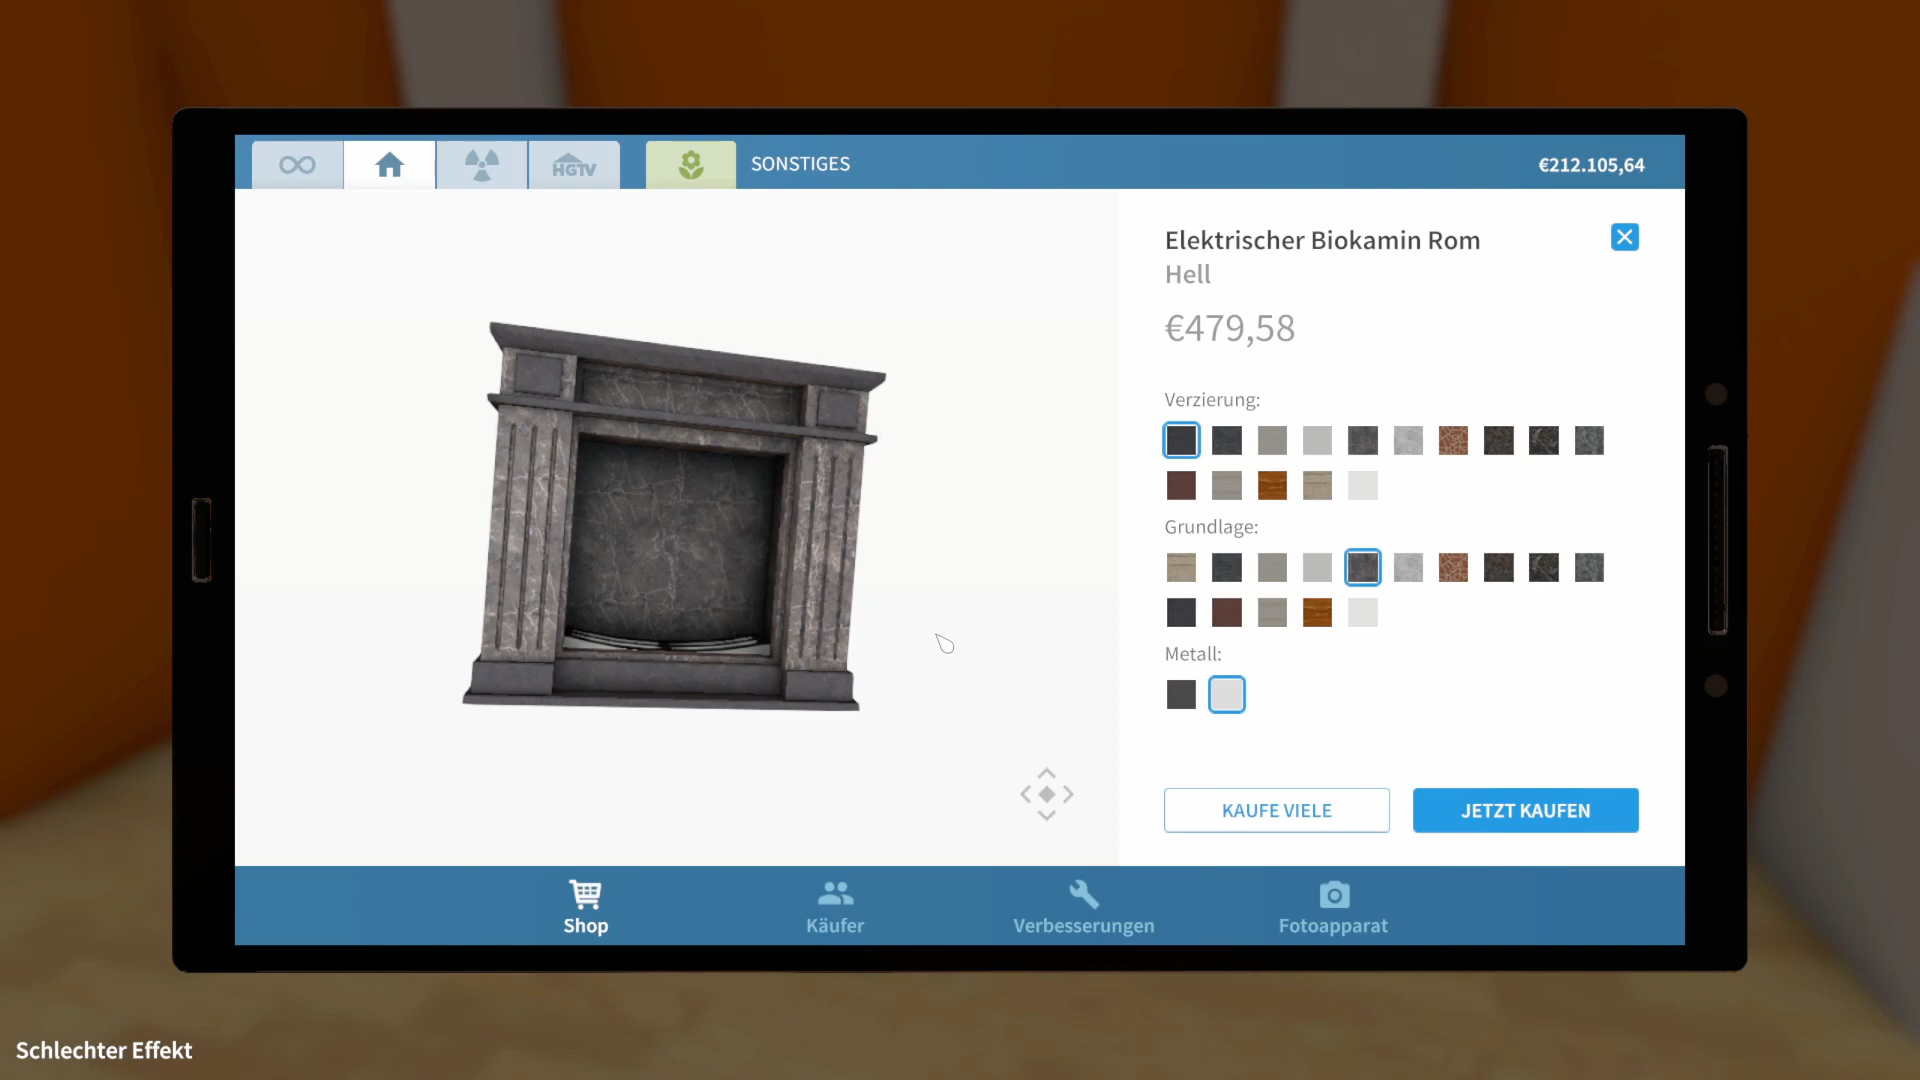 HGTV
SONSTIGES
€212.105,64
Elektrischer Biokamin Rom
Hell
€479,58
Verzierung:
Grundlage:
Metall:
KAUFE VIELE
JETZT KAUFEN
Shop
Käufer
Verbesserungen
Fotoapparat
Schlechter Effekt